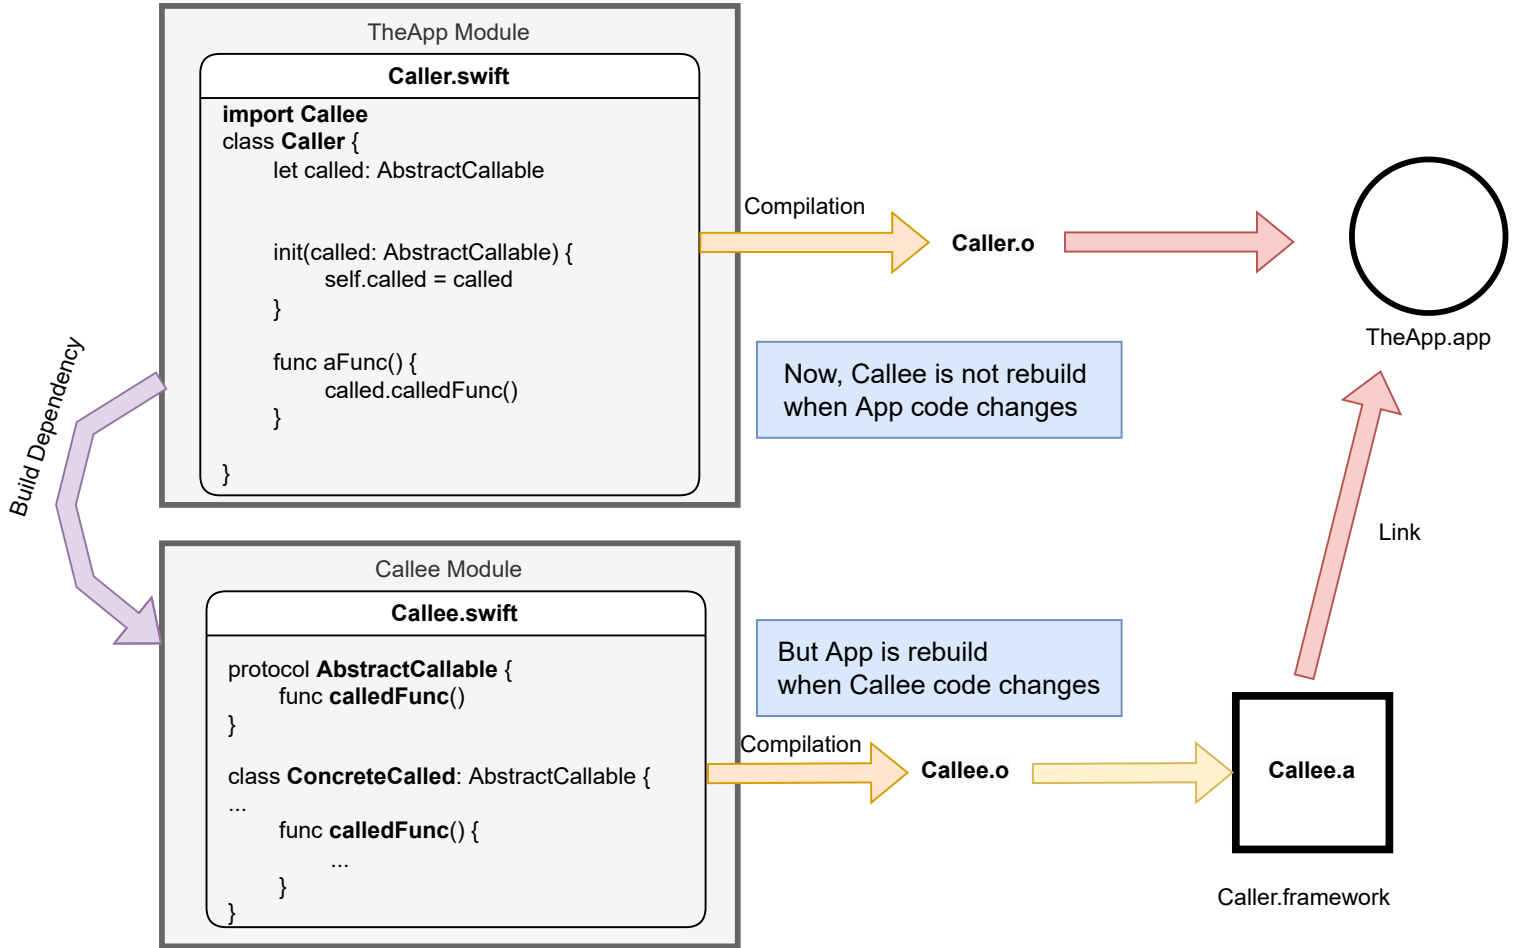 TheApp Module
Caller.swift
import Callee
class Caller {
let called: AbstractCallable
init(called: AbstractCallable) {
self.called = called
}
func aFunc() {
called.calledFunc()
}
}
Compilation
Caller.o
TheApp.app
Now, Callee is not rebuild
when App code changes
Build Dependency
Link
Callee Module
Callee.swift
protocol AbstractCallable {
func calledFunc()
}
class ConcreteCalled: AbstractCallable {
...
func calledFunc() {
...
}
}
But App is rebuild
when Callee code changes
Compilation
Callee.o
Callee.a
Caller.framework